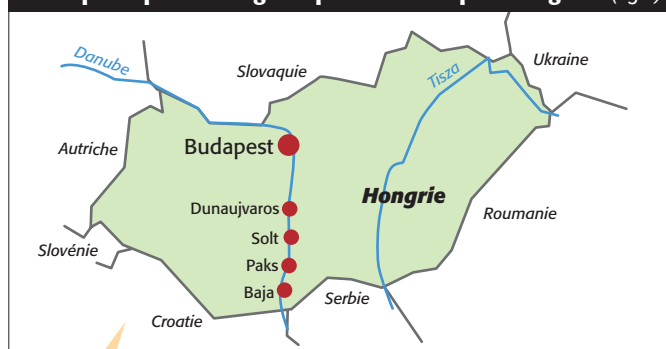 Danube
Slovaquie
Tisza
Ukraine
Autriche
Budapest
Hongrie
Dunaujvaros
Roumanie
Solt
Slovénie
Paks
Baja
Serbie
Croatie